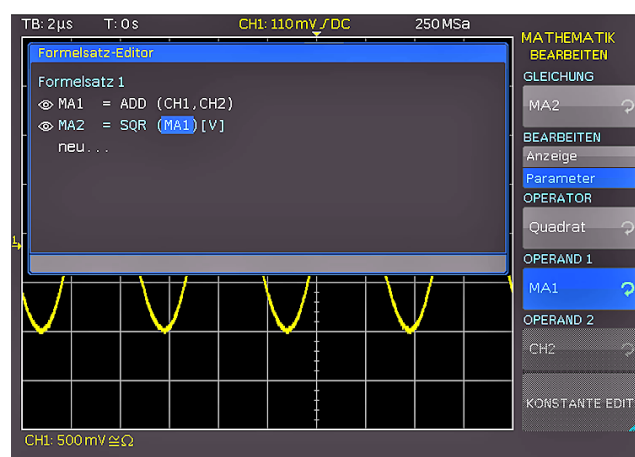 TB: 2µs T: 0s CH1: 110mV / DC 250MSa
Formelsatz-Editor
Formelsatz 1
MA1 = ADD (CH1,CH2)
MA2 = SQR (MA1)[V]
neu...
1
CH1: 500mV≅Ω
MATHEMATIK
BEARBEITEN
GLEICHUNG
MA2
BEARBEITEN
Anzeige
Parameter
OPERATOR
Quadrat
OPERAND 1
MA1
OPERAND 2
CH2
KONSTANTE EDIT